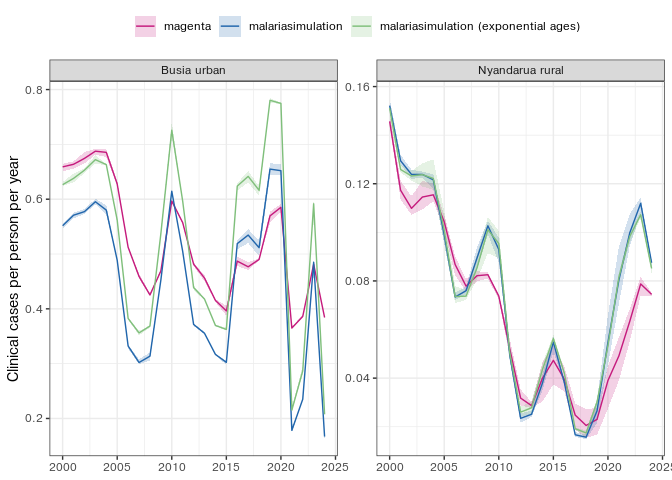 magenta malariasimulation malariasimulation (exponential ages)
Busia urban
Nyandarua rural
Clinical cases per person per year
0.8
0.6
0.4
0.2
0.16
0.12
0.08
0.04
2000 2005 2010 2015 2020 2025
2000 2005 2010 2015 2020 2025